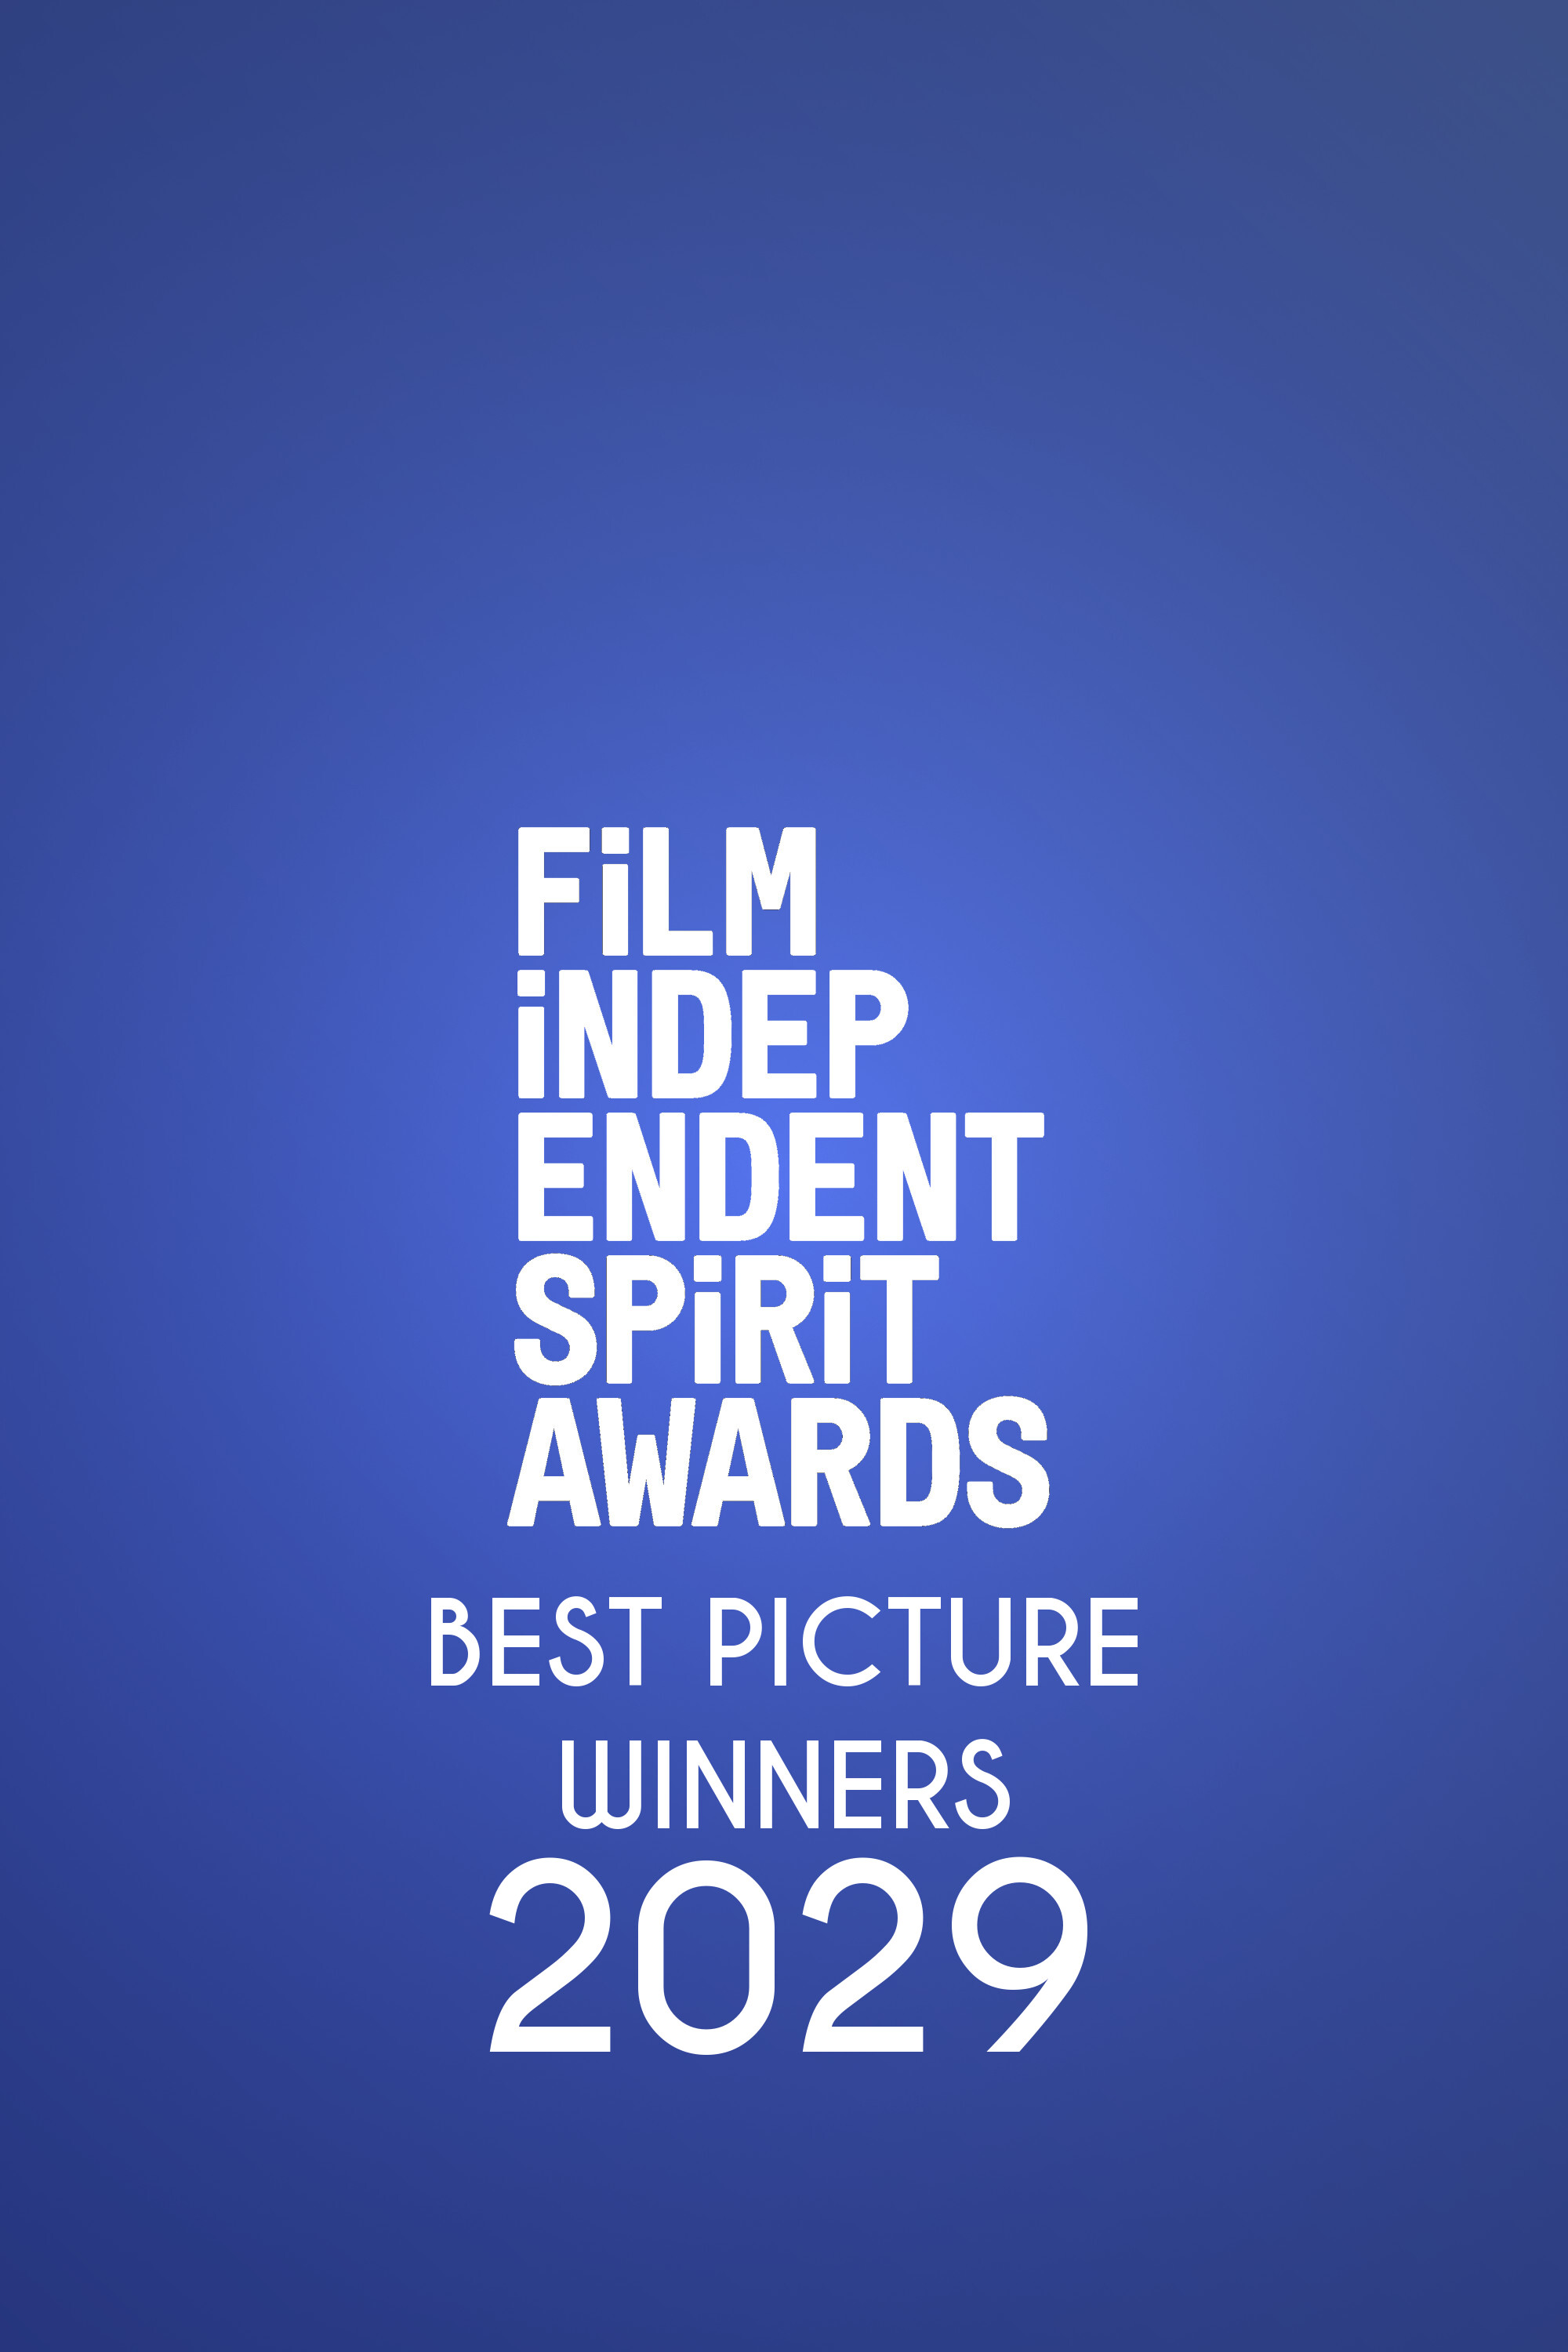 FiLM
iNDEP
ENDENT
SPiRiT
AWARDS
BEST PICTURE
WINNERS
2029